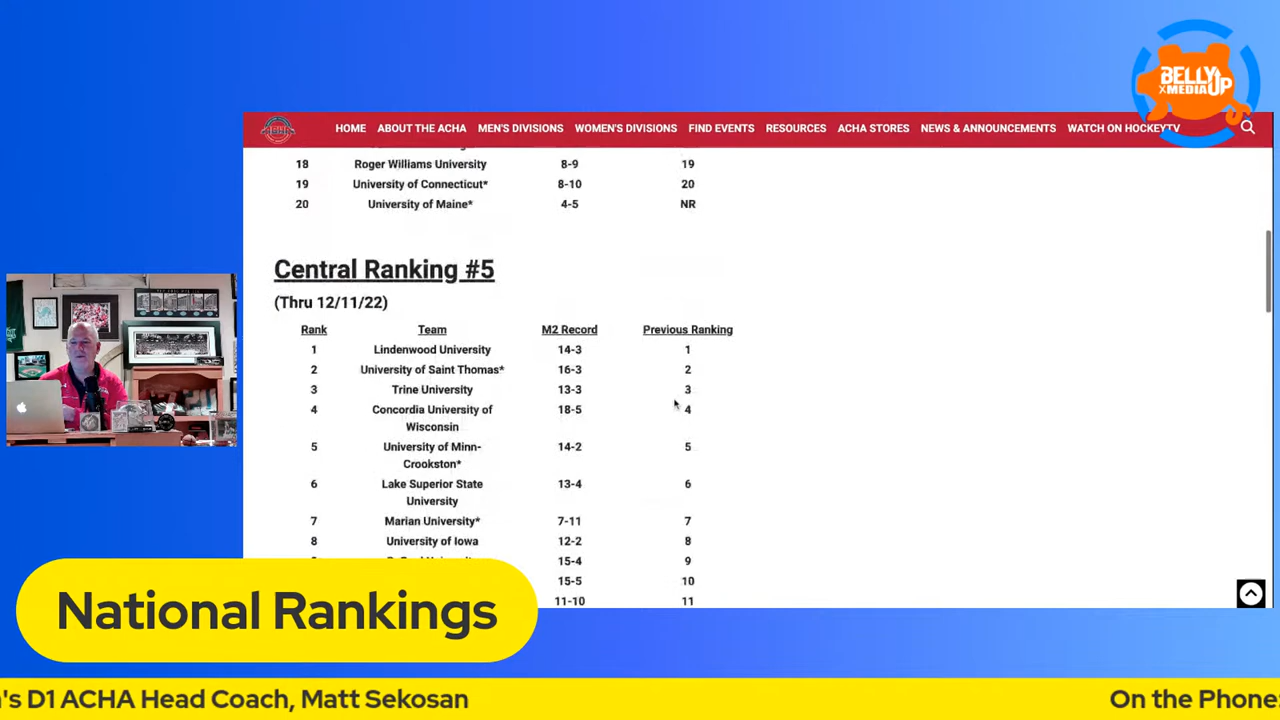 BELLY UP
XMEDIA
ACHA
HOME ABOUT THE ACHA MEN'S DIVISIONS WOMEN'S DIVISIONS FIND EVENTS RESOURCES ACHA STORES NEWS & ANNOUNCEMENTS WATCH ON HOCKEYTV
18 Roger Williams University 8-9 19
19 University of Connecticut* 8-10 20
20 University of Maine* 4-5 NR
Central Ranking #5
(Thru 12/11/22)
Rank Team M2 Record Previous Ranking
1 Lindenwood University 14-3 1
2 University of Saint Thomas* 16-3 2
3 Trine University 13-3 3
4 Concordia University of 18-5 4
Wisconsin
5 University of Minn- 14-2 5
Crookston*
6 Lake Superior State 13-4 6
University
7 Marian University* 7-11 7
8 University of Iowa 12-2 8
15-4 9
15-5 10
11-10 11
National Rankings
's D1 ACHA Head Coach, Matt Sekosan
On the Phone: